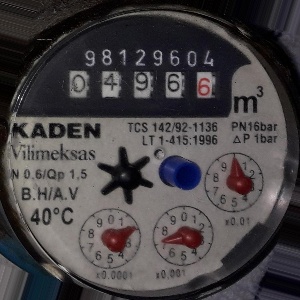 98129604
04966
m³
KADEN
TCS 142/92-1136
PN16bar
Vilimeksas
LT 1-415:1996
△P 1bar
N 0,6/Qp 1,5
B.H/A.V
40°C
x0.01
x0.0001
x0.001